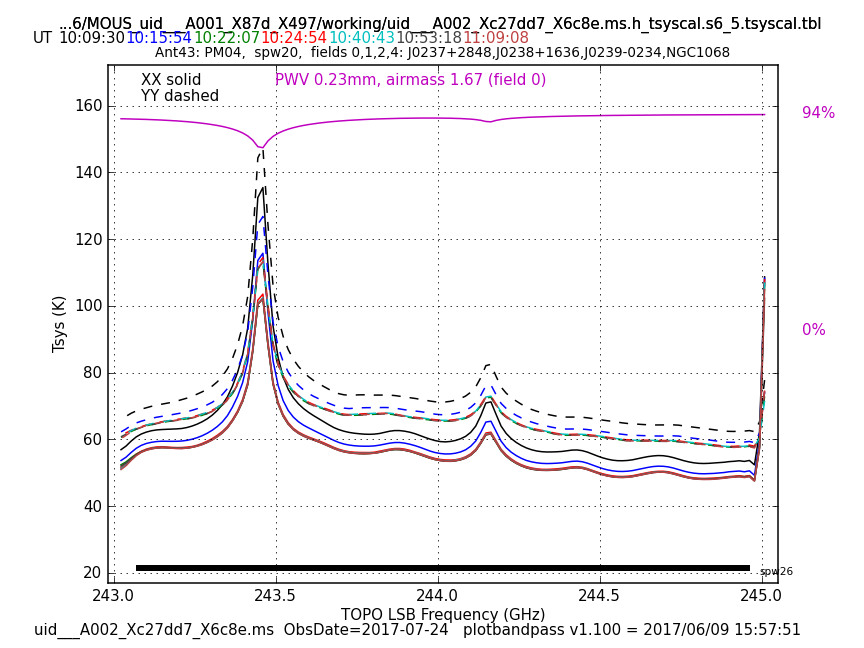 ...6/MOUS_uid___A001_X87d_X497/working/uid___A002_Xc27dd7_X6c8e.ms.h_tsyscal.s6_5.tsyscal.tbl
UT 10:09:30 10:15:54 10:22:07 10:24:54 10:40:43 10:53:18 11:09:08
Ant43: PM04, spw20, fields 0,1,2,4: J0237+2848,J0238+1636,J0239-0234,NGC1068
XX solid
PWV 0.23mm, airmass 1.67 (field 0)
YY dashed
160
94%
140
120
100
0%
Tsys (K)
80
60
40
20
spw26
243.0 243.5 244.0 244.5 245.0
TOPO LSB Frequency (GHz)
uid___A002_Xc27dd7_X6c8e.ms ObsDate=2017-07-24 plotbandpass v1.100 = 2017/06/09 15:57:51